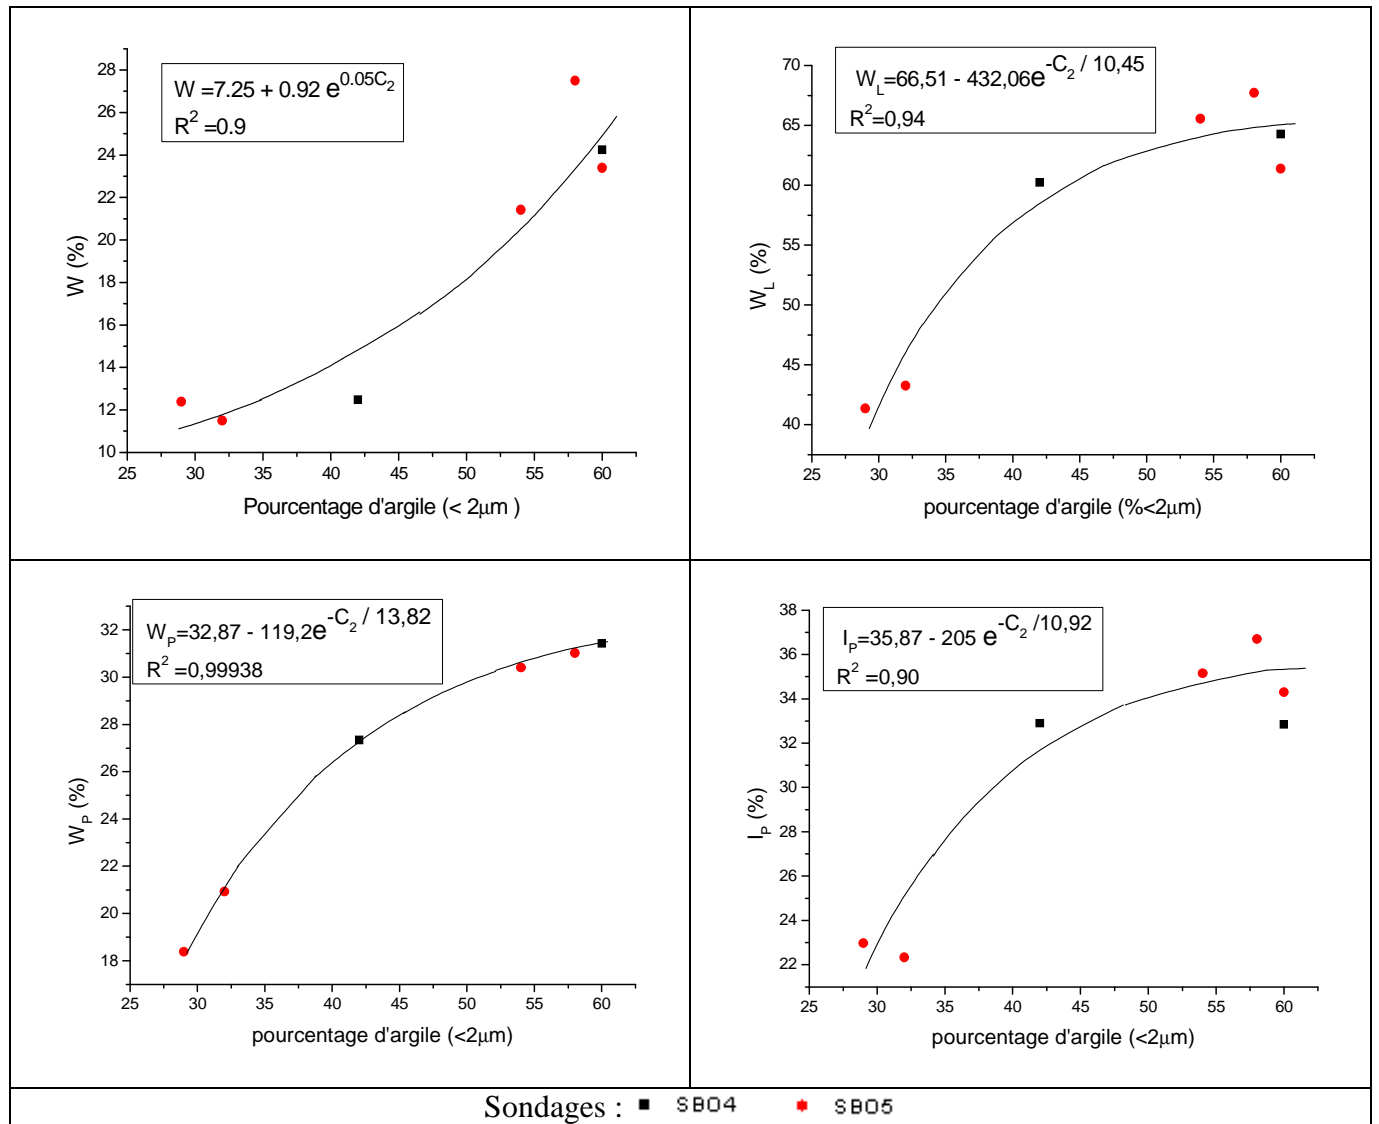 W =7.25 + 0.92 e^0.05C₂
R² =0.9
28
26
24
22
20
18
16
14
12
10
W (%)
25 30 35 40 45 50 55 60
Pourcentage d'argile (< 2μm )
W_L=66,51 - 432,06e^-C₂ / 10,45
R²=0,94
70
65
60
55
50
45
40
W_L (%)
25 30 35 40 45 50 55 60
pourcentage d'argile (%<2μm)
W_P=32,87 - 119,2e^-C₂ / 13,82
R² =0,99938
32
30
28
26
24
22
20
18
W_P (%)
25 30 35 40 45 50 55 60
pourcentage d'argile (<2μm)
I_P=35,87 - 205 e^-C₂ /10,92
R² =0,90
38
36
34
32
30
28
26
24
22
I_P (%)
25 30 35 40 45 50 55 60
pourcentage d'argile (<2μm)
Sondages : SB04 SB05